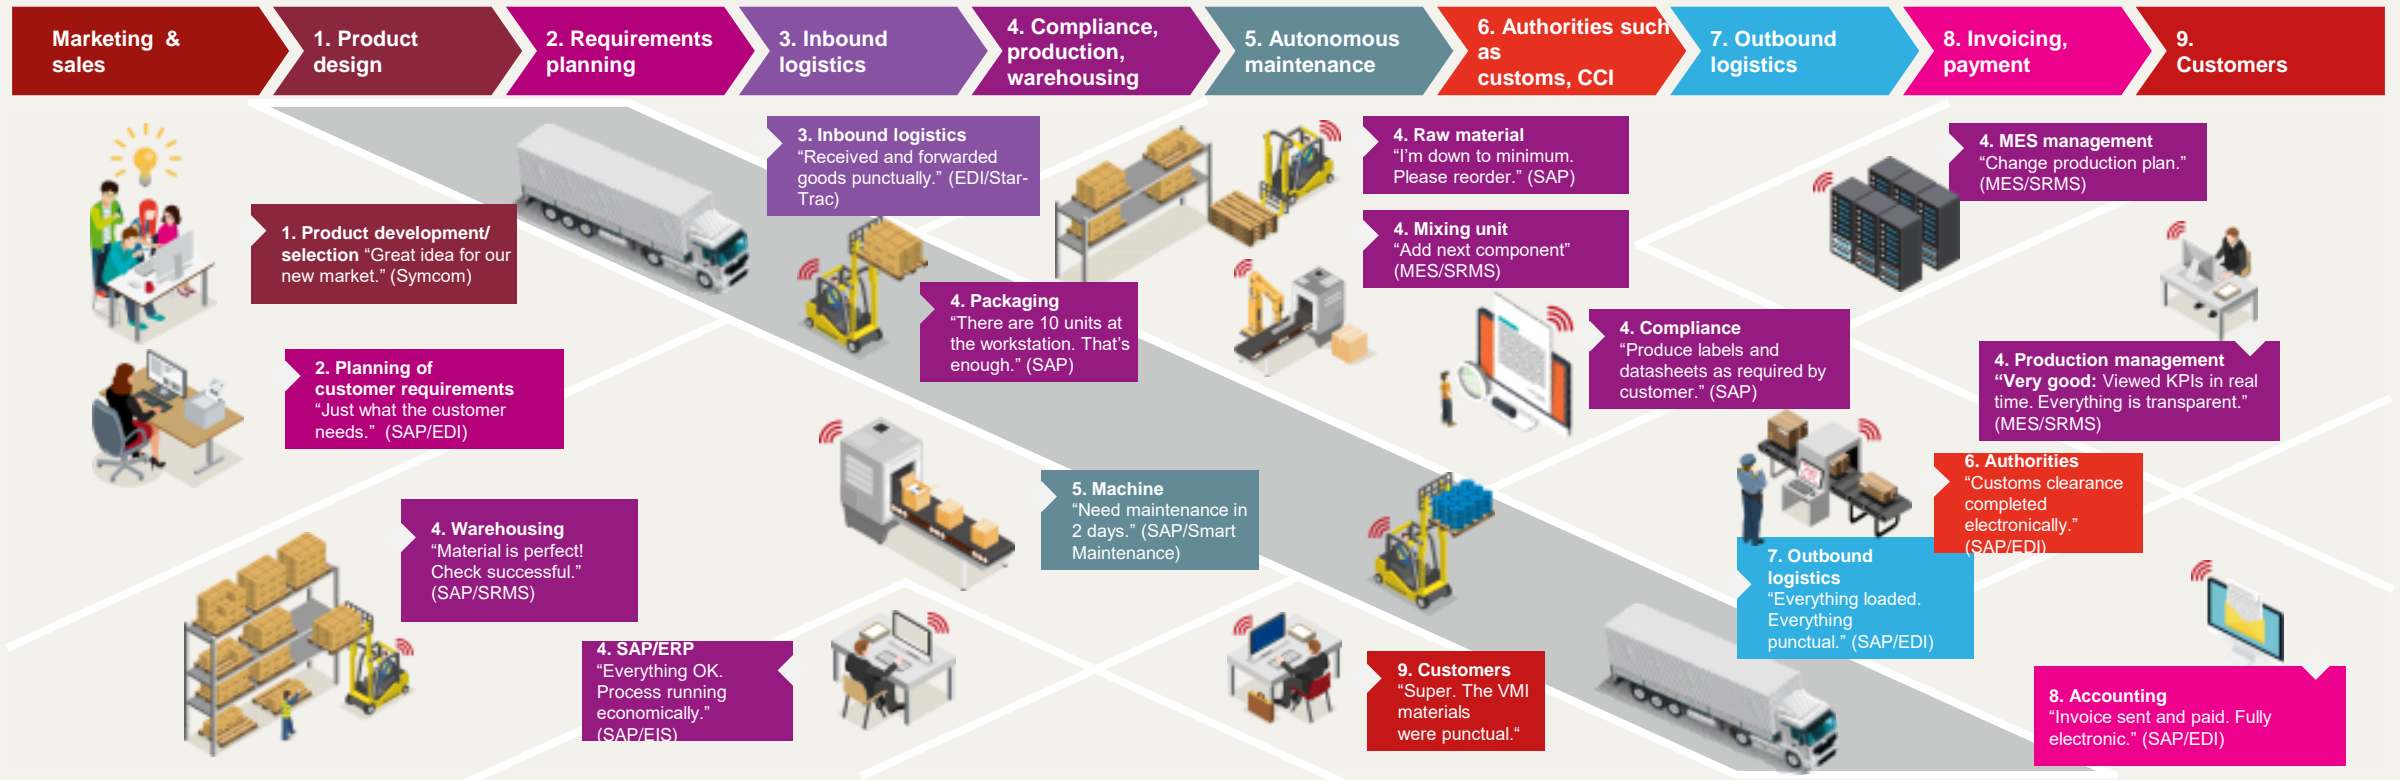 Marketing &
sales
1. Product
design
2. Requirements
planning
3. Inbound
logistics
4. Compliance,
production,
warehousing
5. Autonomous
maintenance
6. Authorities such
as
customs, CCI
7. Outbound
logistics
8. Invoicing,
payment
9.
Customers
1. Product development/
selection “Great idea for our
new market.” (Symcom)
2. Planning of
customer requirements
“Just what the customer
needs.” (SAP/EDI)
3. Inbound logistics
“Received and forwarded
goods punctually.” (EDI/Star-
Trac)
4. Packaging
“There are 10 units at
the workstation. That’s
enough.” (SAP)
4. Raw material
“I’m down to minimum.
Please reorder.” (SAP)
4. Mixing unit
“Add next component”
(MES/SRMS)
4. Compliance
“Produce labels and
datasheets as required by
customer.” (SAP)
4. MES management
“Change production plan.”
(MES/SRMS)
4. Production management
“Very good: Viewed KPIs in real
time. Everything is transparent.”
(MES/SRMS)
4. Warehousing
“Material is perfect!
Check successful.”
(SAP/SRMS)
4. SAP/ERP
“Everything OK.
Process running
economically.”
(SAP/EIS)
5. Machine
“Need maintenance in
2 days.” (SAP/Smart
Maintenance)
6. Authorities
“Customs clearance
completed
electronically.”
(SAP/EDI)
7. Outbound
logistics
“Everything loaded.
Everything
punctual.” (SAP/EDI)
9. Customers
“Super. The VMI
materials
were punctual.“
8. Accounting
“Invoice sent and paid. Fully
electronic.” (SAP/EDI)